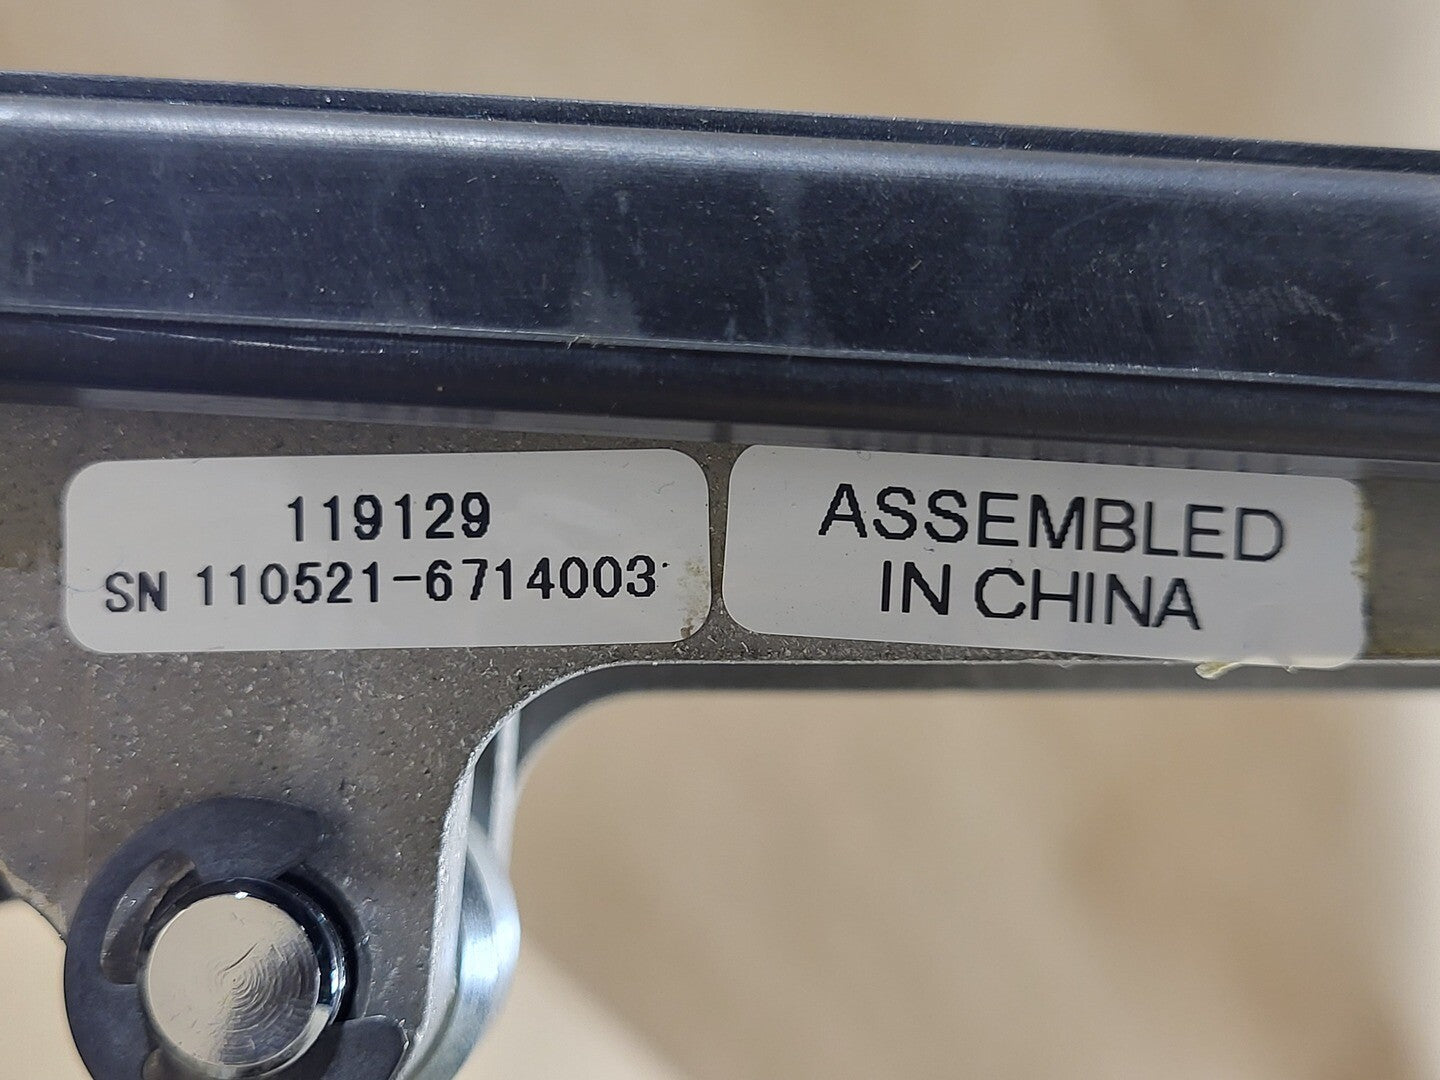 119129
SN 110521-6714003
ASSEMBLED
IN CHINA